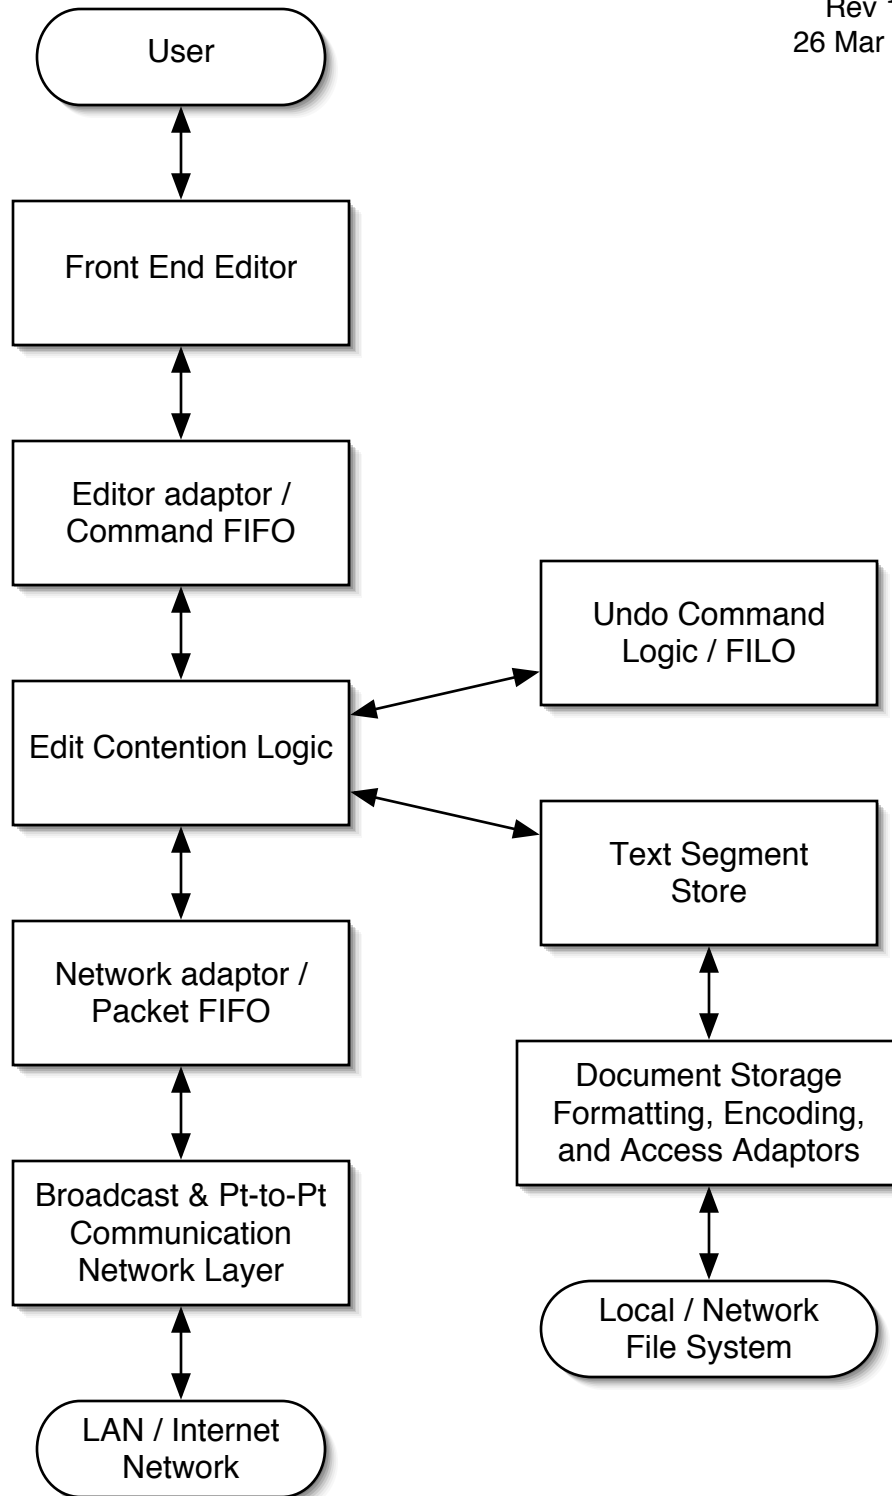 Rev
26 Mar
User
Front End Editor
Editor adaptor /
Command FIFO
Undo Command
Logic / FILO
Edit Contention Logic
Text Segment
Store
Network adaptor /
Packet FIFO
Document Storage
Formatting, Encoding,
and Access Adaptors
Broadcast & Pt-to-Pt
Communication
Network Layer
Local / Network
File System
LAN / Internet
Network